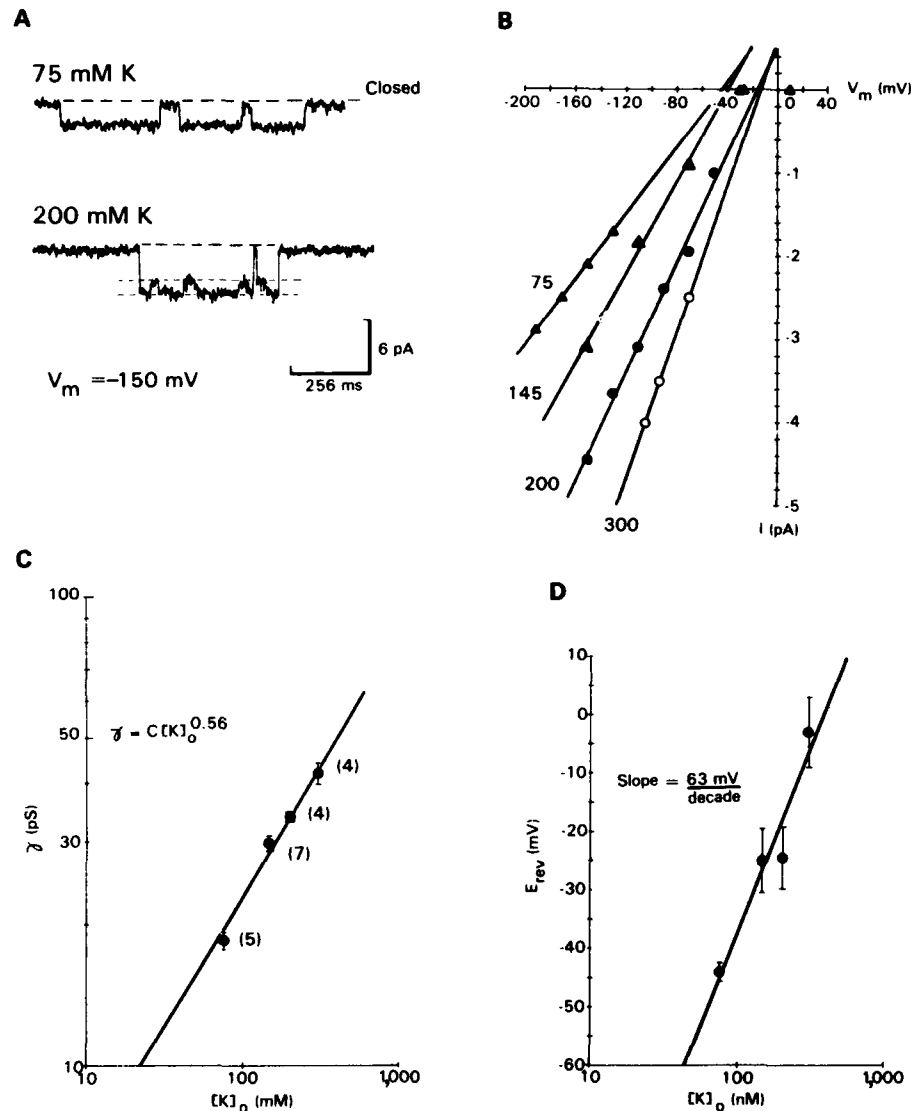 A
75 mM K
Closed
200 mM K
6 pA
256 ms
V_m = -150 mV
B
-200 -160 -120 -80 -40 V_m (mV) 40
-1
-2
-3
-4
-5
I (pA)
75
145
200
300
C
100
50
30
10
γ (pS)
γ = C[K]_o^0.56
(4)
(4)
(7)
(5)
10 100 1,000
[K]_o (mM)
D
10
0
-10
-20
-30
-40
-50
-60
E_rev (mV)
Slope = 63 mV
decade
10 100 1,000
[K]_o (nM)